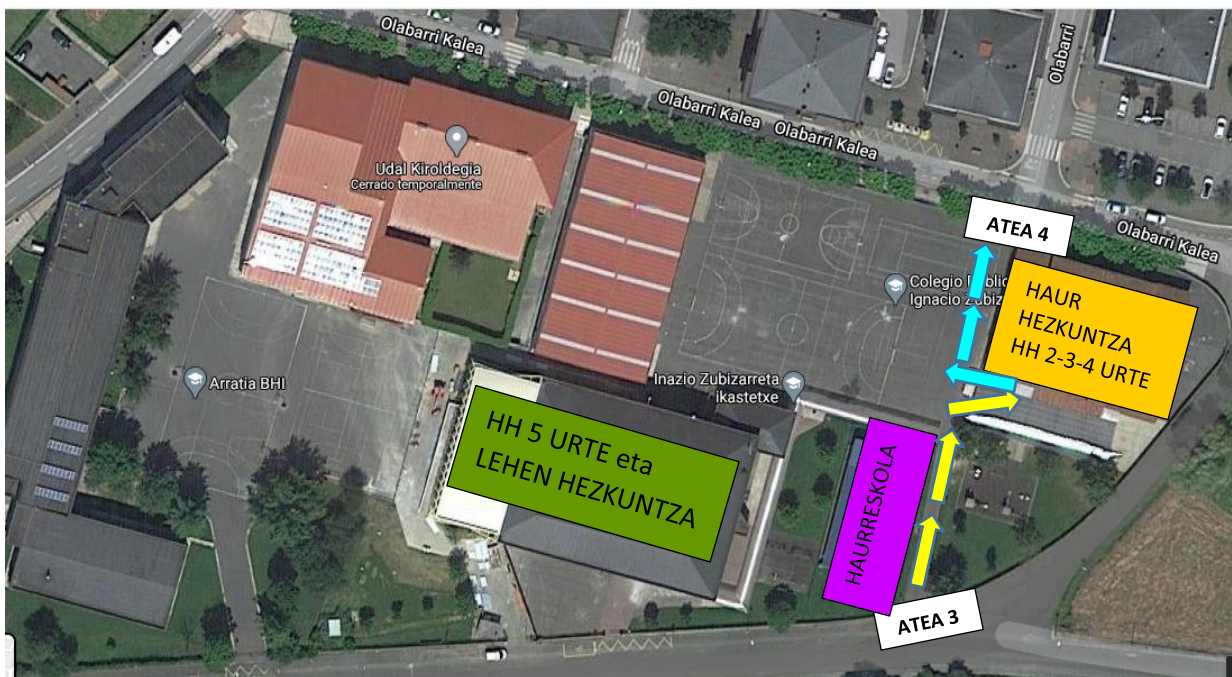 Olabarri Kalea
Olabarri Kalea
Olabarri Kalea
Olabarri
Udal Kiroldegia
Cerrado temporalmente
ATEA 4
Olabarri Kalea
Colegio
Ignacio
HAUR
HEZKUNTZA
HH 2-3-4 URTE
Arratia BHI
Inazio Zubizarreta
ikastetxe
HH 5 URTE eta
LEHEN HEZKUNTZA
HAURRESKOLA
ATEA 3